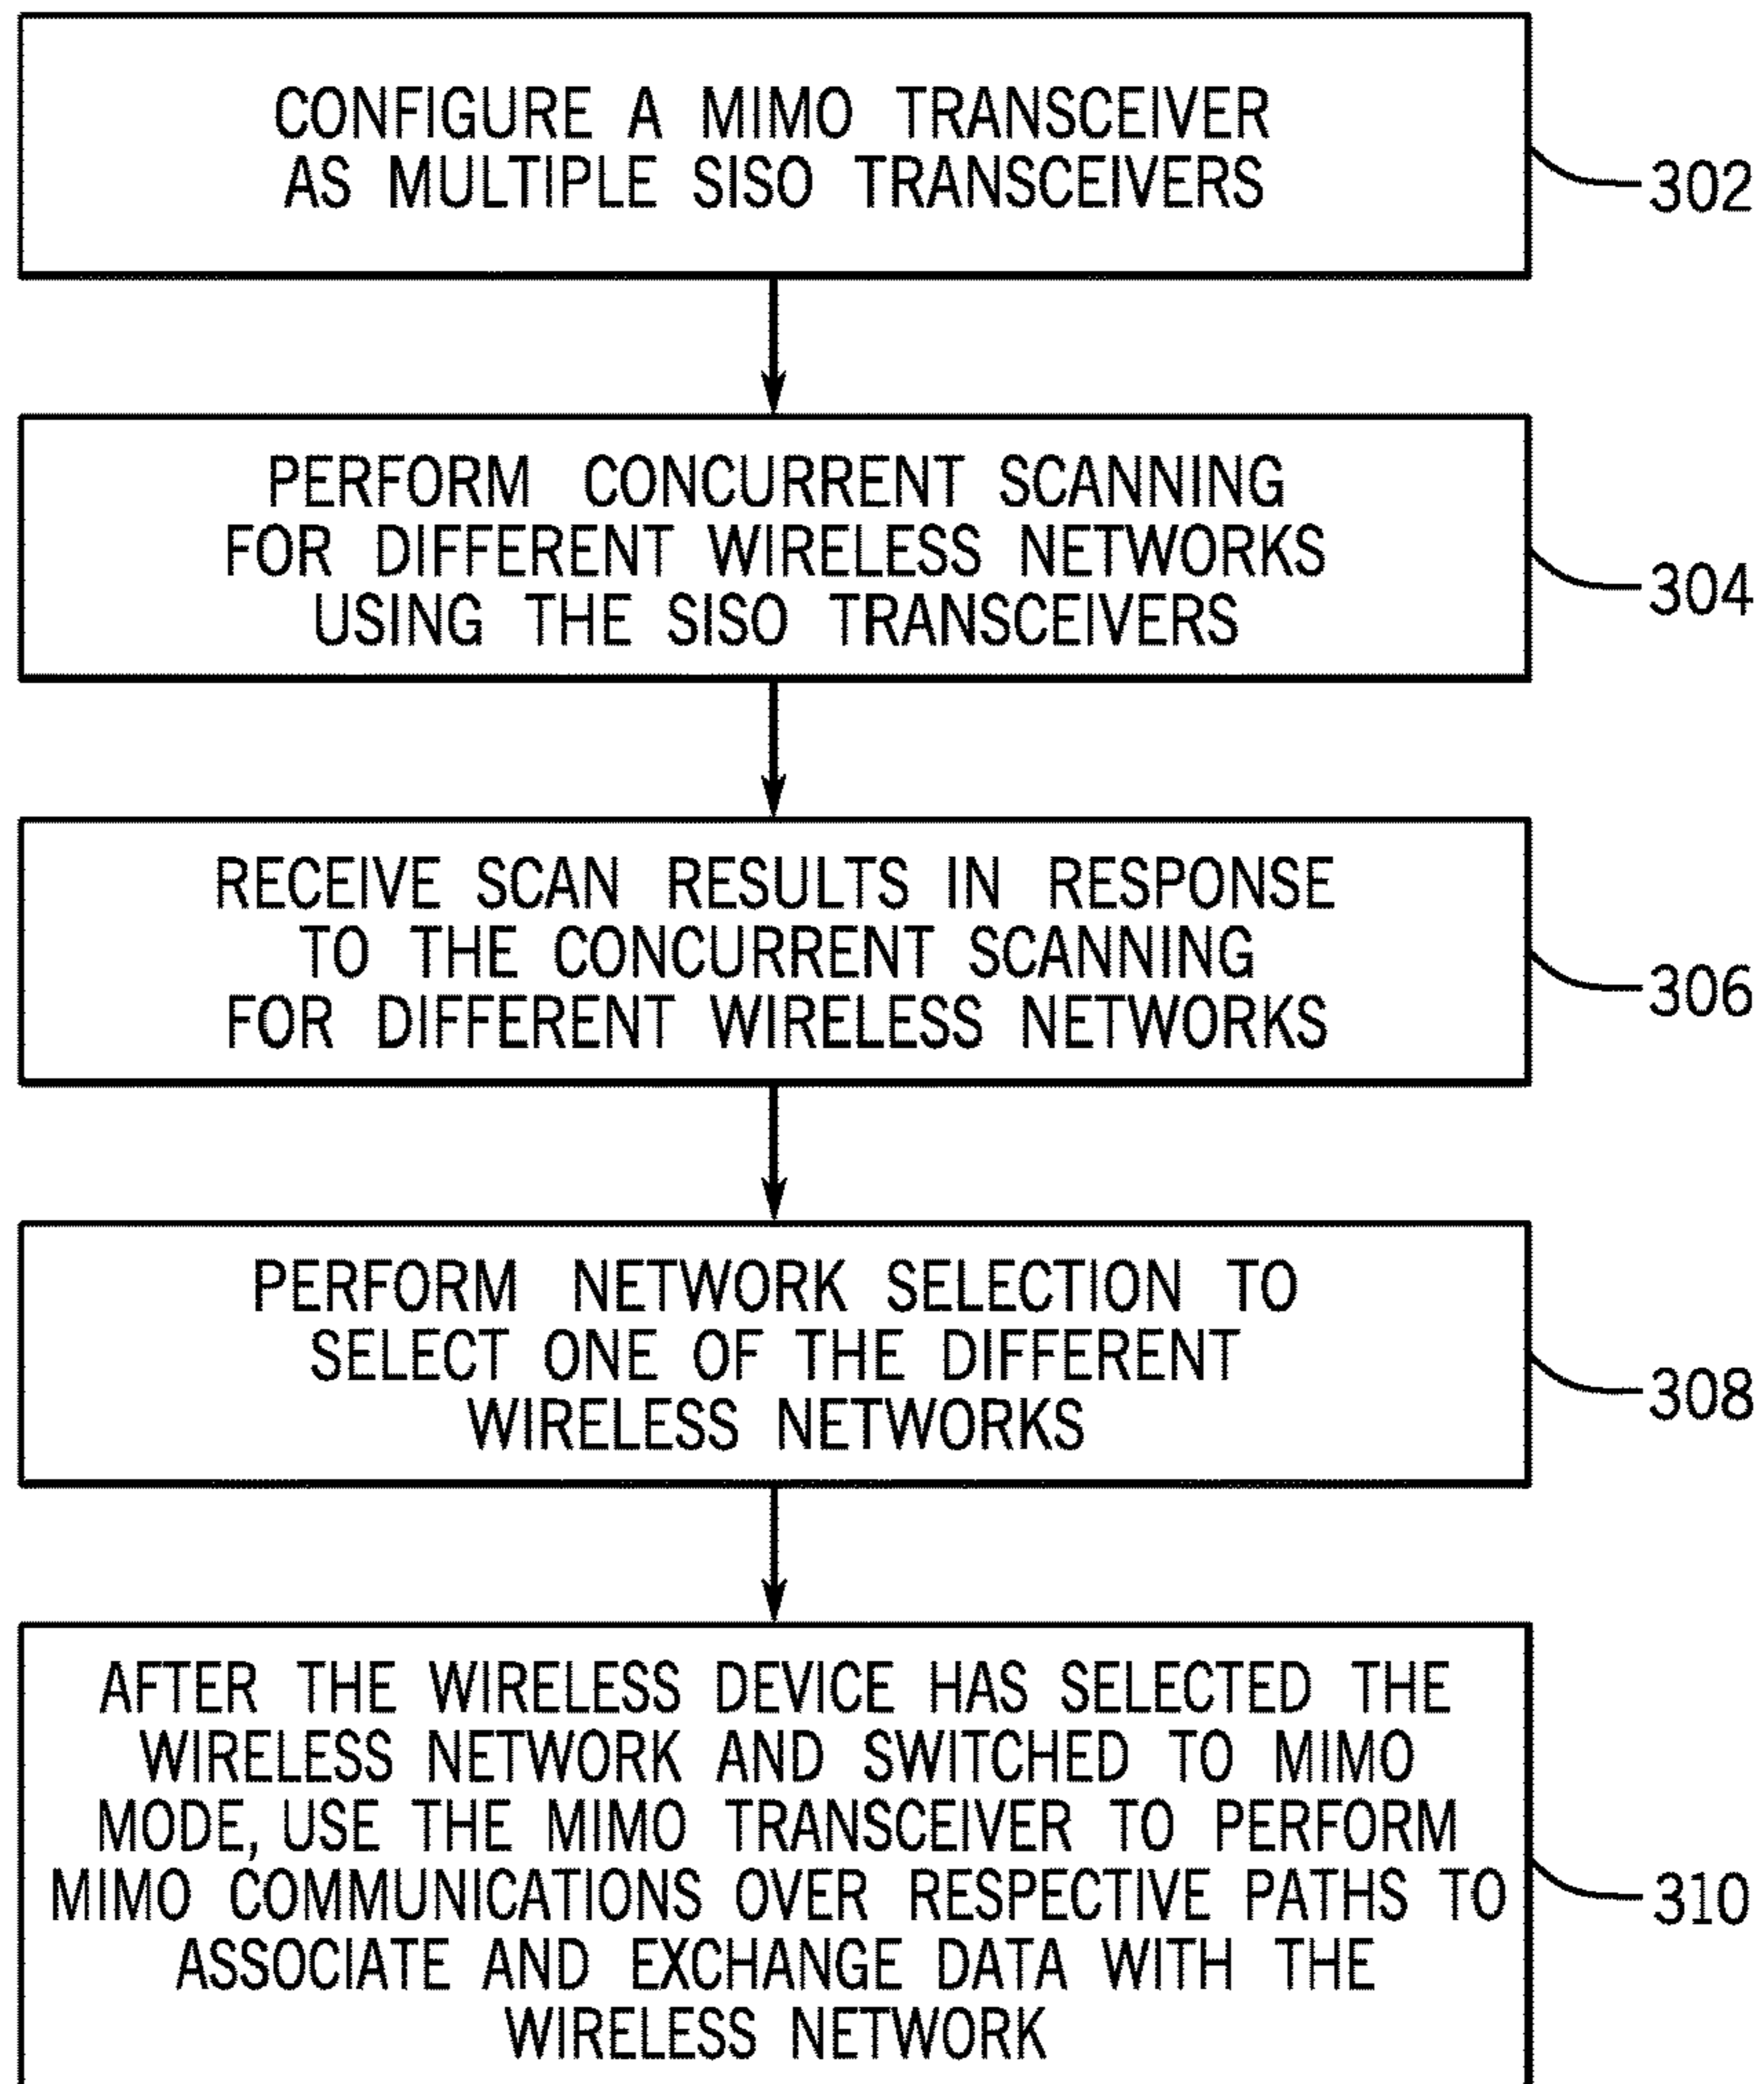 CONFIGURE A MIMO TRANSCEIVER
AS MULTIPLE SISO TRANSCEIVERS
302
PERFORM CONCURRENT SCANNING
FOR DIFFERENT WIRELESS NETWORKS
USING THE SISO TRANSCEIVERS
304
RECEIVE SCAN RESULTS IN RESPONSE
TO THE CONCURRENT SCANNING
FOR DIFFERENT WIRELESS NETWORKS
306
PERFORM NETWORK SELECTION TO
SELECT ONE OF THE DIFFERENT
WIRELESS NETWORKS
308
AFTER THE WIRELESS DEVICE HAS SELECTED THE
WIRELESS NETWORK AND SWITCHED TO MIMO
MODE, USE THE MIMO TRANSCEIVER TO PERFORM
MIMO COMMUNICATIONS OVER RESPECTIVE PATHS TO
ASSOCIATE AND EXCHANGE DATA WITH THE
WIRELESS NETWORK
310